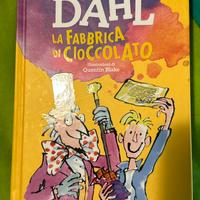 DAHL
LA FABBRICA
DI CIOCCOLATO
Illustrazioni di
Quentin Blake